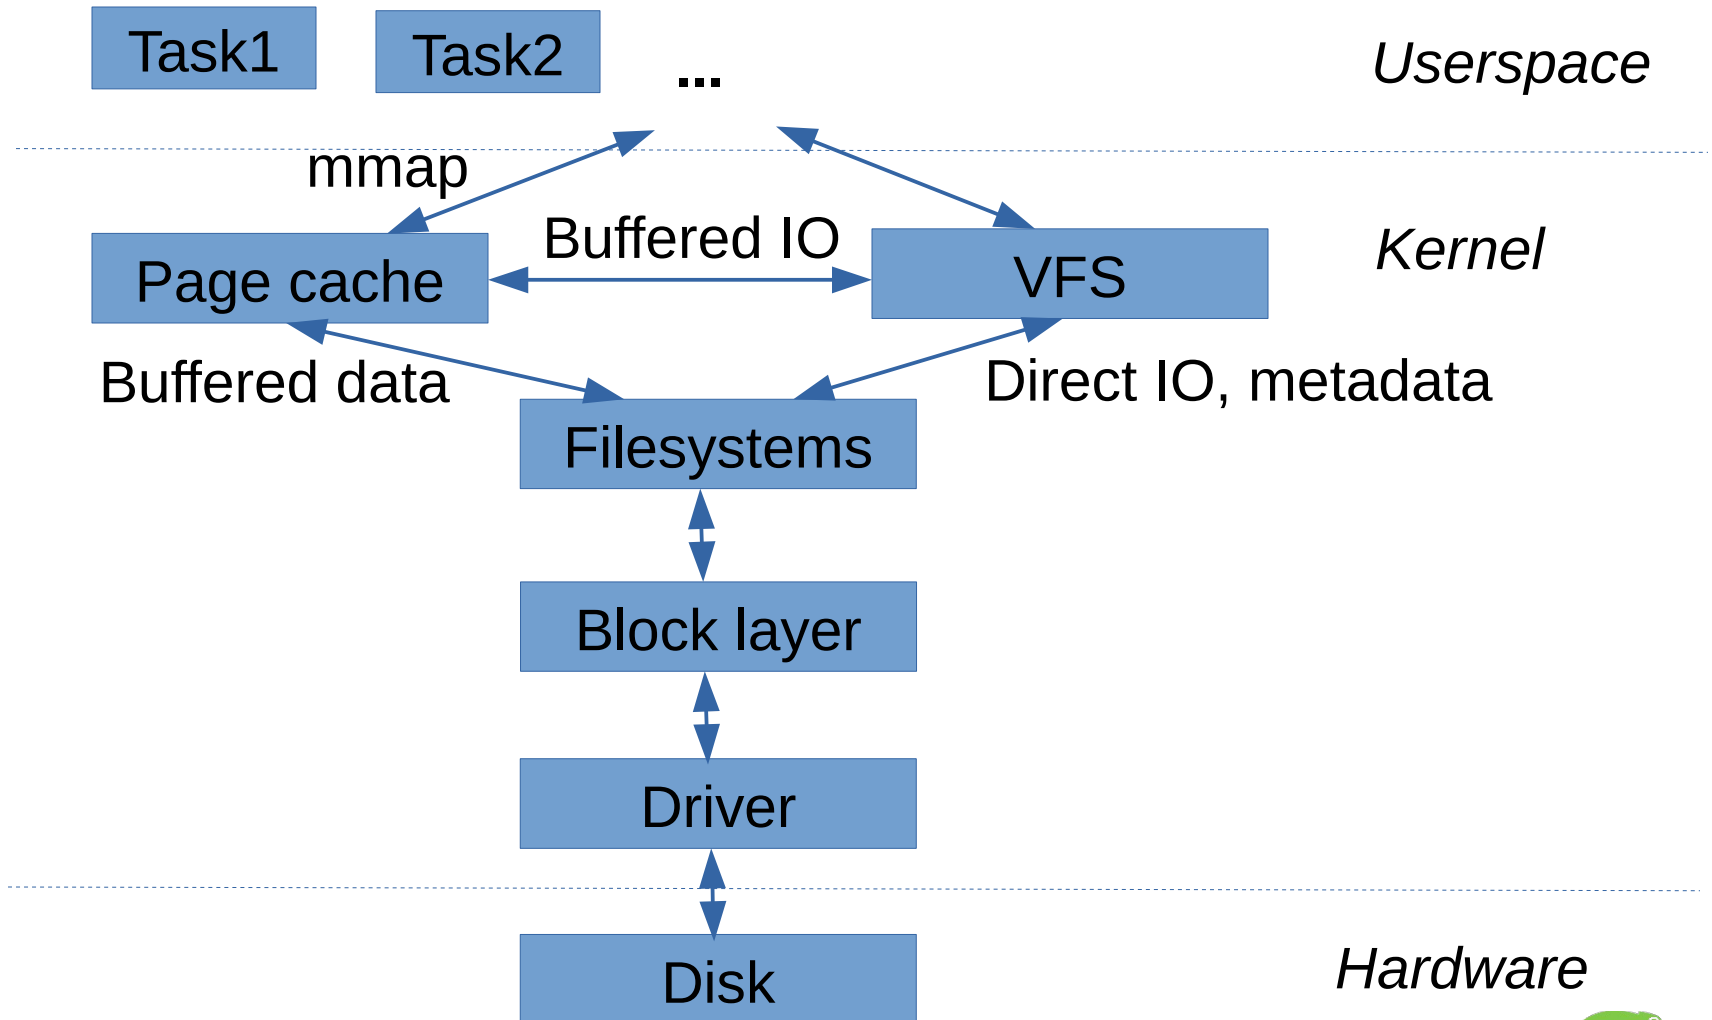 Task1
Task2
...
Userspace
mmap
Buffered IO
Kernel
Page cache
VFS
Buffered data
Direct IO, metadata
Filesystems
Block layer
Driver
Disk
Hardware